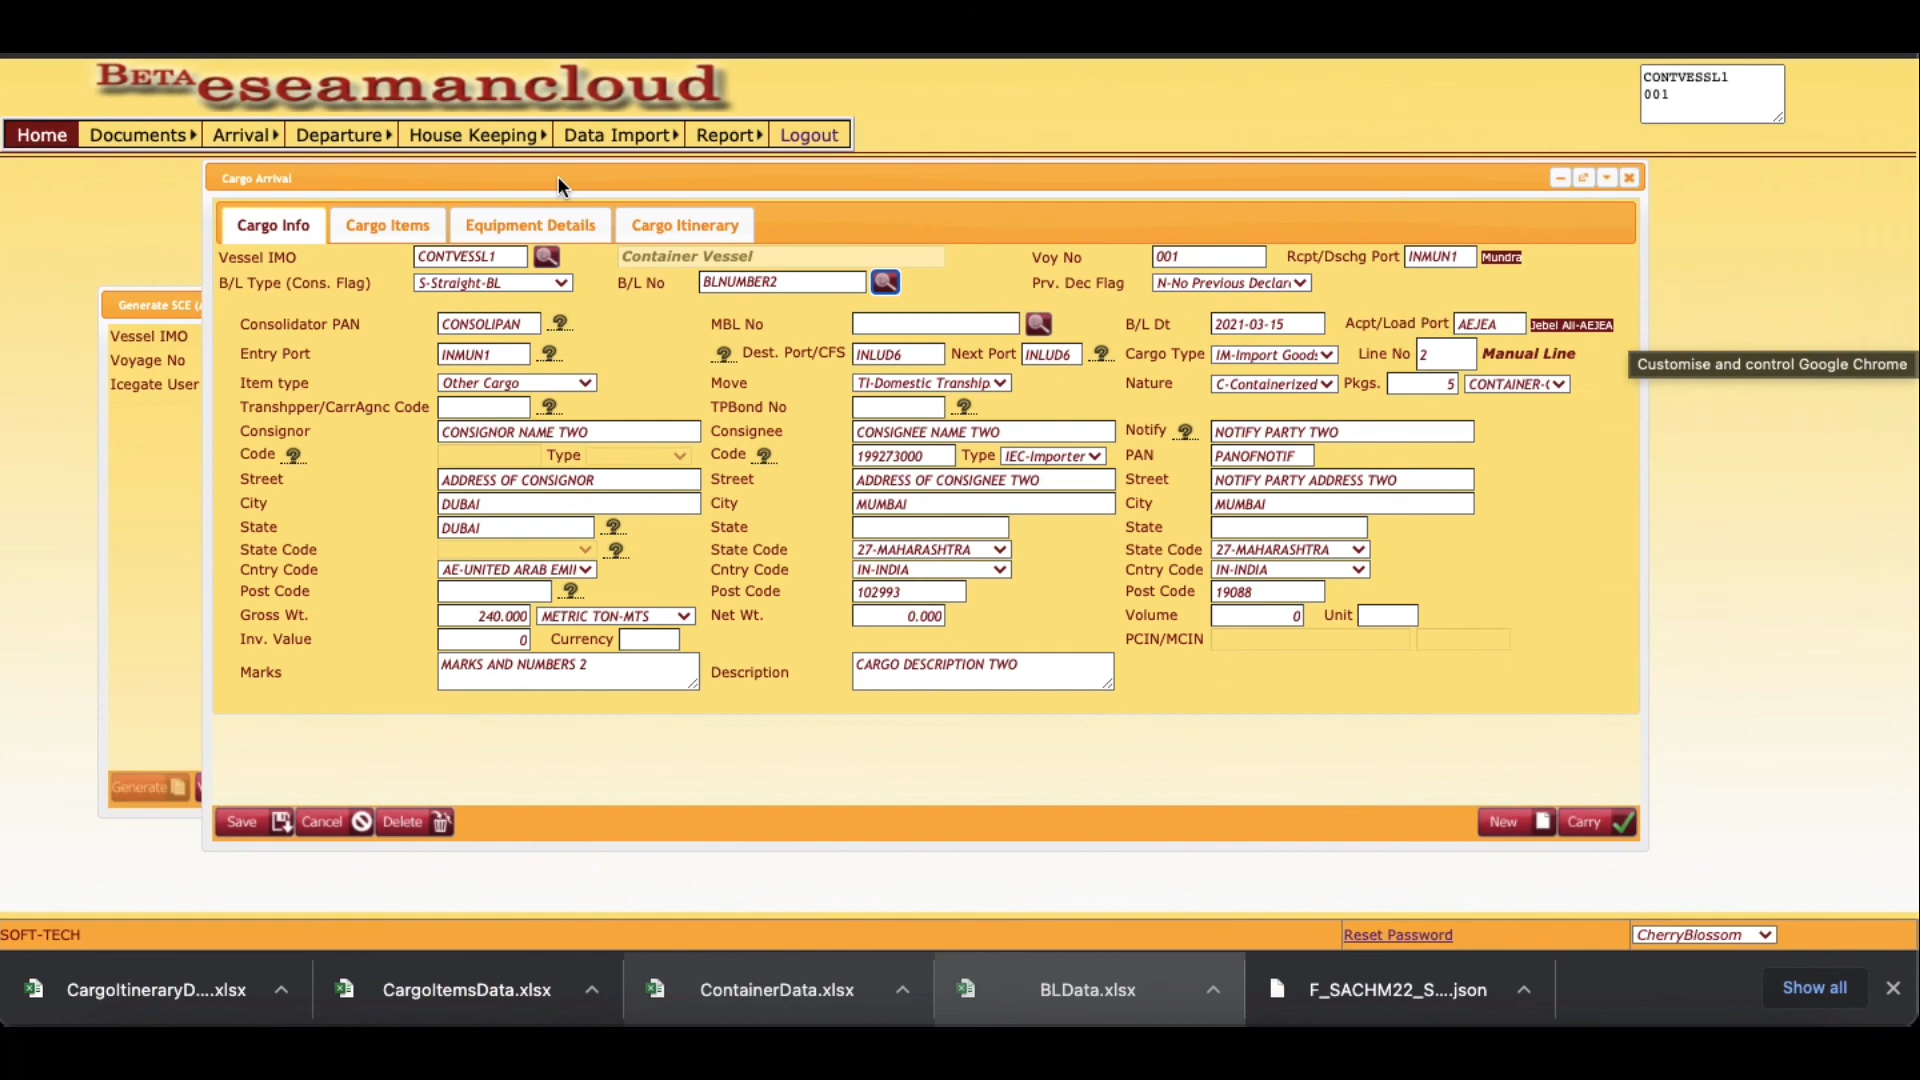 BETA eseamancloud
CONTVESSL1
001
Home Documents Arrival Departure House Keeping Data Import Report Logout
Cargo Arrival
Cargo Info Cargo Items Equipment Details Cargo Itinerary
Vessel IMO CONTVESSL1 Container Vessel Voy No 001 Rcpt/Dschg Port INMUN1 Mundra
B/L Type (Cons. Flag) S-Straight-BL B/L No BLNUMBER2 Prv. Dec Flag N-No Previous Declar
Generate SCE (
Vessel IMO
Voyage No
Icegate User
Generate
Consolidator PAN CONSOLIPAN ? MBL No B/L Dt 2021-03-15 Acpt/Load Port AEJEA Jebel Ali-AEJEA
Entry Port INMUN1 ? ? Dest. Port/CFS INLUD6 Next Port INLUD6 ? Cargo Type IM-Import Good Line No 2 Manual Line
Customise and control Google Chrome
Item type Other Cargo Move TI-Domestic Tranship Nature C-Containerized Pkgs. 5 CONTAINER-
Transhpper/CarrAgnc Code ? TPBond No ?
Consignor CONSIGNOR NAME TWO Consignee CONSIGNEE NAME TWO Notify ? NOTIFY PARTY TWO
Code ? Type Code ? 199273000 Type IEC-Importer PAN PANOFNOTIF
Street ADDRESS OF CONSIGNOR Street ADDRESS OF CONSIGNEE TWO Street NOTIFY PARTY ADDRESS TWO
City DUBAI City MUMBAI City MUMBAI
State DUBAI ? State State
State Code ? State Code 27-MAHARASHTRA State Code 27-MAHARASHTRA
Cntry Code AE-UNITED ARAB EMI Cntry Code IN-INDIA Cntry Code IN-INDIA
Post Code ? Post Code 102993 Post Code 19088
Gross Wt. 240.000 METRIC TON-MTS Net Wt. 0.000 Volume 0 Unit
Inv. Value 0 Currency PCIN/MCIN
Marks MARKS AND NUMBERS 2 Description CARGO DESCRIPTION TWO
Save Cancel Delete New Carry
SOFT-TECH Reset Password CherryBlossom
CargoItineraryD....xlsx CargoItemsData.xlsx ContainerData.xlsx BLData.xlsx F_SACHM22_S....json Show all